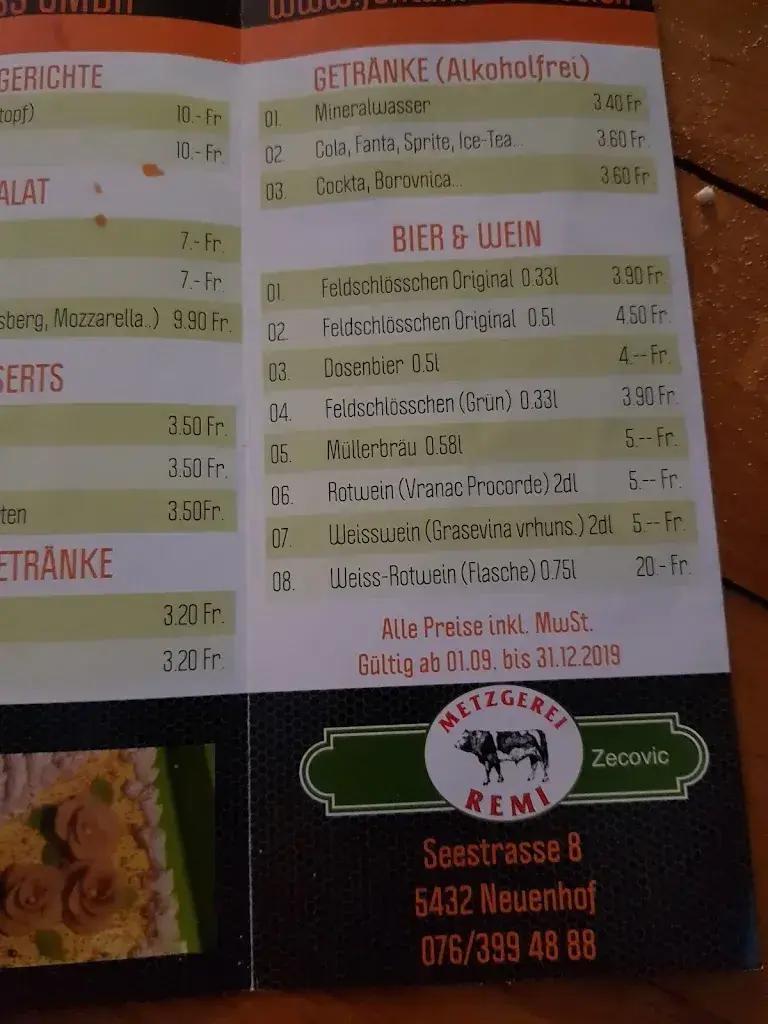 GERICHTE
topf) 10.- Fr
10.- Fr.
ALAT
7.- Fr.
7.- Fr.
sberg, Mozzarella..) 9.90 Fr.
SERTS
3.50 Fr.
3.50 Fr.
ten 3.50Fr.
ETRÄNKE
3.20 Fr.
3.20 Fr.
GETRÄNKE (Alkoholfrei)
01. Mineralwasser 3.40 Fr
02. Cola, Fanta, Sprite, Ice-Tea... 3.60 Fr.
03. Cockta, Borovnica... 3.60 Fr.
BIER & WEIN
01. Feldschlösschen Original 0.33l 3.90 Fr.
02. Feldschlösschen Original 0.5l 4.50 Fr.
03. Dosenbier 0.5l 4.-- Fr.
04. Feldschlösschen (Grün) 0.33l 3.90 Fr.
05. Müllerbräu 0.58l 5.-- Fr.
06. Rotwein (Vranac Procorde) 2dl 5.-- Fr.
07. Weisswein (Grasevina vrhuns.) 2dl 5.-- Fr.
08. Weiss-Rotwein (Flasche) 0.75l 20.- Fr.
Alle Preise inkl. MwSt.
Gültig ab 01.09. bis 31.12.2019
METZGEREI
REMI
Zecovic
Seestrasse 8
5432 Neuenhof
076/399 48 88